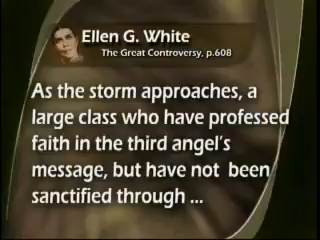 Ellen G. White
The Great Controversy, p.608
As the storm approaches, a
large class who have professed
faith in the third angel's
message, but have not been
sanctified through ...